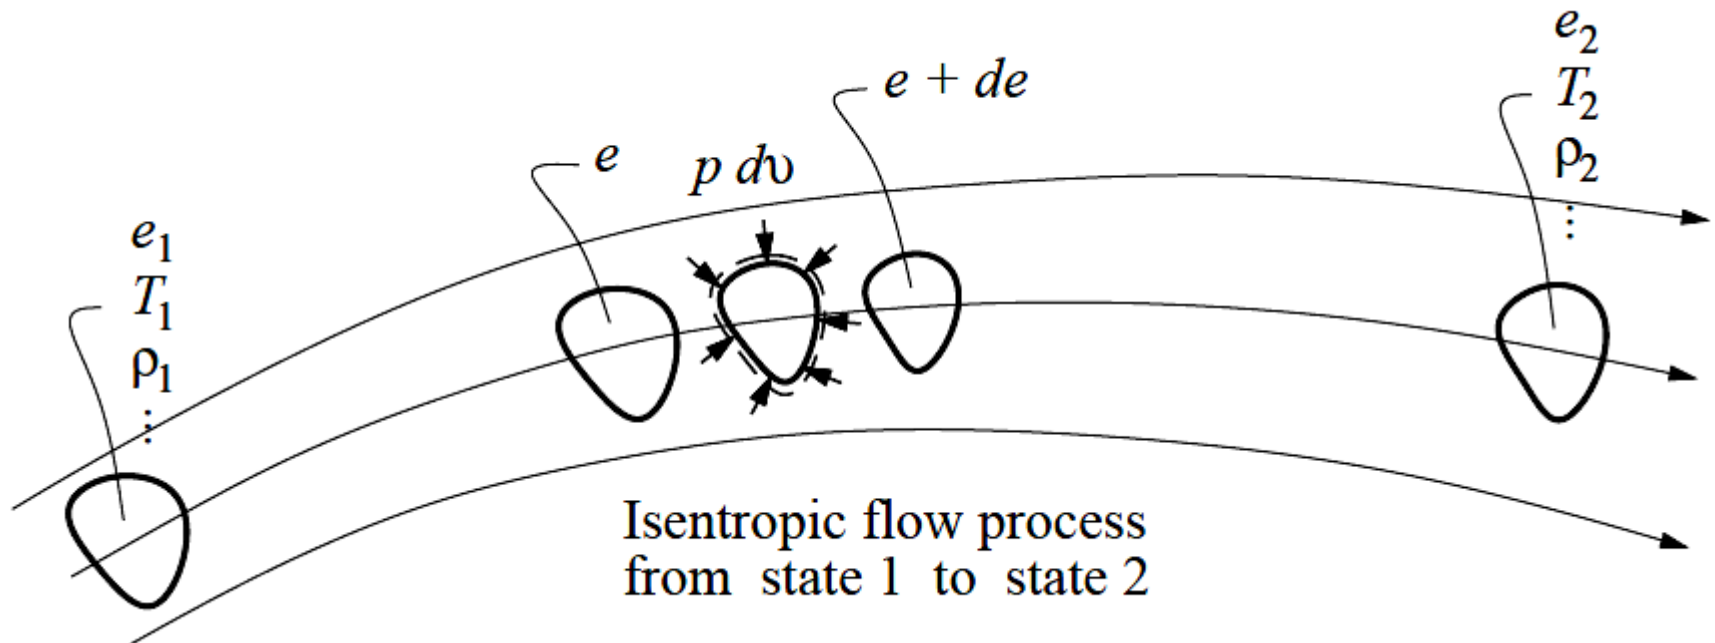 e₁
T₁
ρ₁
⋮
e
p dυ
e + de
e₂
T₂
ρ₂
⋮
Isentropic flow process
from state 1 to state 2